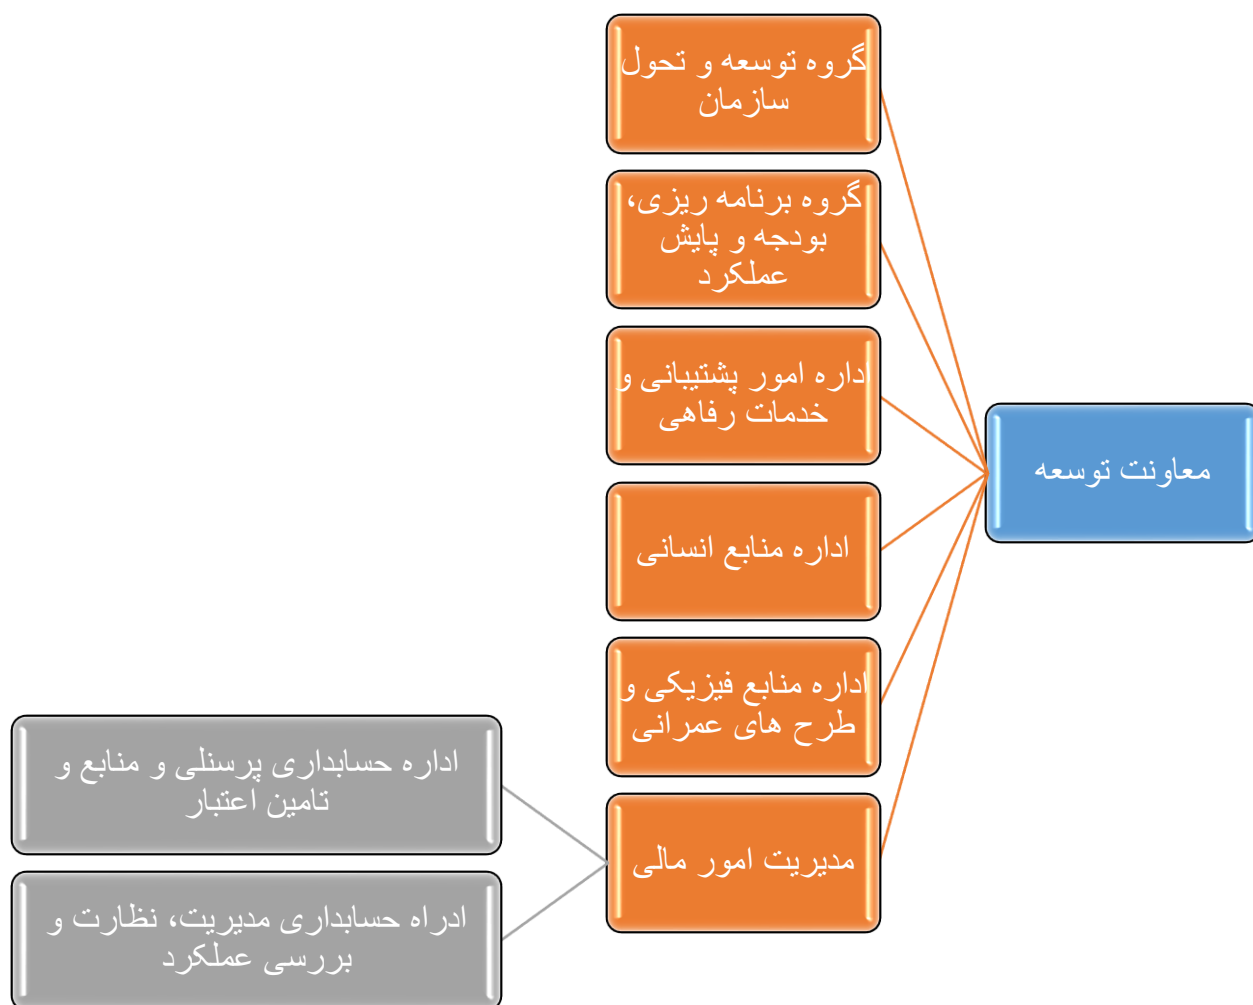 گروه توسعه و تحول
سازمان
گروه برنامه ریزی،
بودجه و پایش
عملکرد
اداره امور پشتیبانی و
خدمات رفاهی
معاونت توسعه
اداره منابع انسانی
اداره منابع فیزیکی و
طرح های عمرانی
اداره حسابداری پرسنلی و منابع و
تامین اعتبار
مدیریت امور مالی
ادراه حسابداری مدیریت، نظارت و
بررسی عملکرد